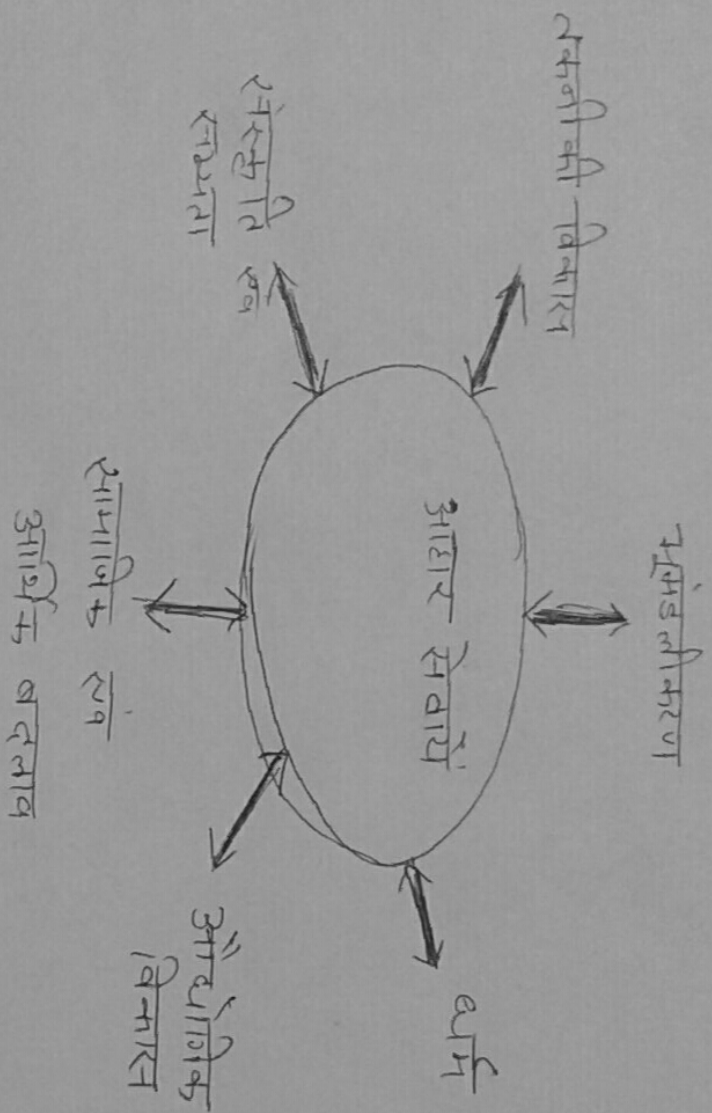 भूमंडलीकरण
तकनीकी विकास
धर्म
आहार सेवायें
संस्कृति एवं
सभ्यता
औद्योगिक
विकास
सामाजिक एवं
आर्थिक बदलाव